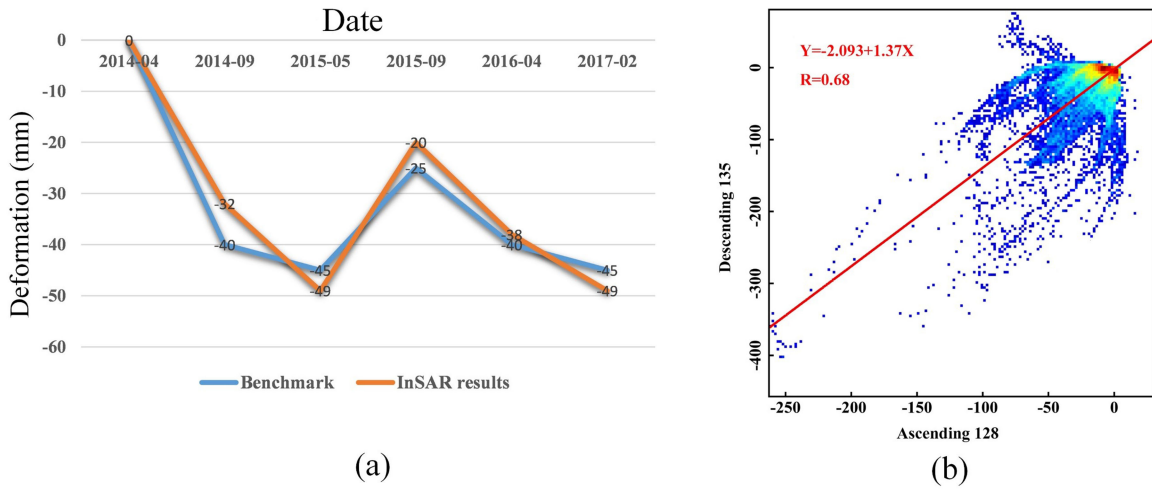 Date
0
2014-04 2014-09 2015-05 2015-09 2016-04 2017-02
0
-10
-20
-30
-40
-50
-60
Deformation (mm)
-20
-25
-32
-38
-40
-40
-45
-45
-49
-49
Benchmark InSAR results
(a)
Y=-2.093+1.37X
R=0.68
0
-100
-200
-300
-400
Descending 135
-250 -200 -150 -100 -50 0
Ascending 128
(b)